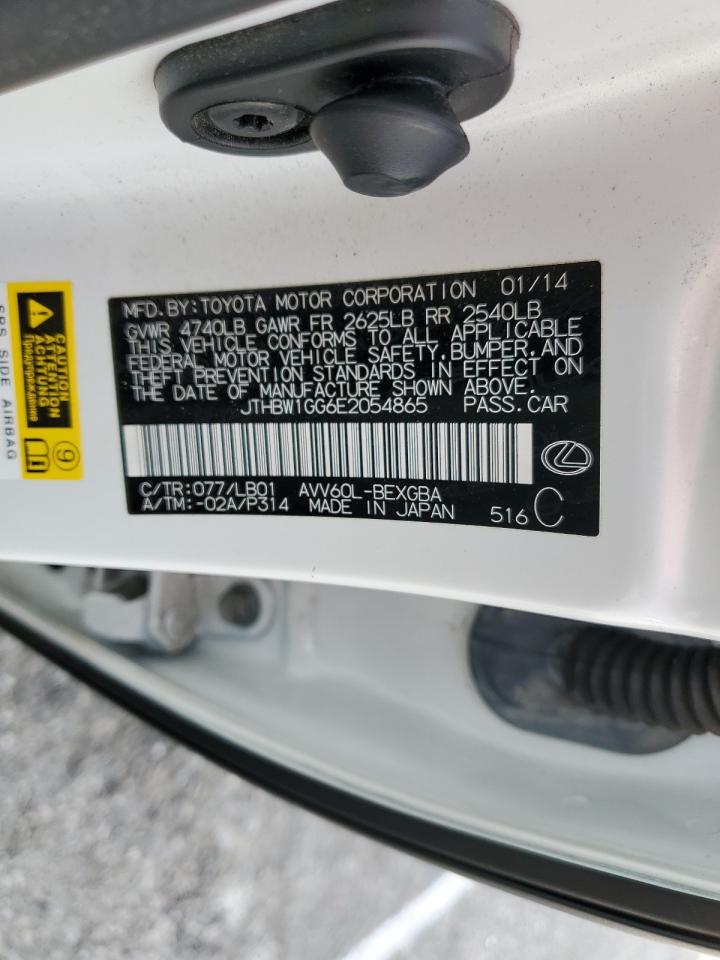 MFD. BY: TOYOTA MOTOR CORPORATION 01/14
GVWR 4740LB GAWR FR 2625LB RR 2540LB
THIS VEHICLE CONFORMS TO ALL APPLICABLE
FEDERAL MOTOR VEHICLE SAFETY, BUMPER, AND
THEFT PREVENTION STANDARDS IN EFFECT ON
THE DATE OF MANUFACTURE SHOWN ABOVE.
JTHBW1GG6E2054865 PASS. CAR
C/TR: 077/LB01 AVV60L-BEXGBA
A/TM: -02A/P314 MADE IN JAPAN 516 C
CAUTION
ACHTUNG
ATTENTION
Предупреждение
9
SRS SIDE AIRBAG